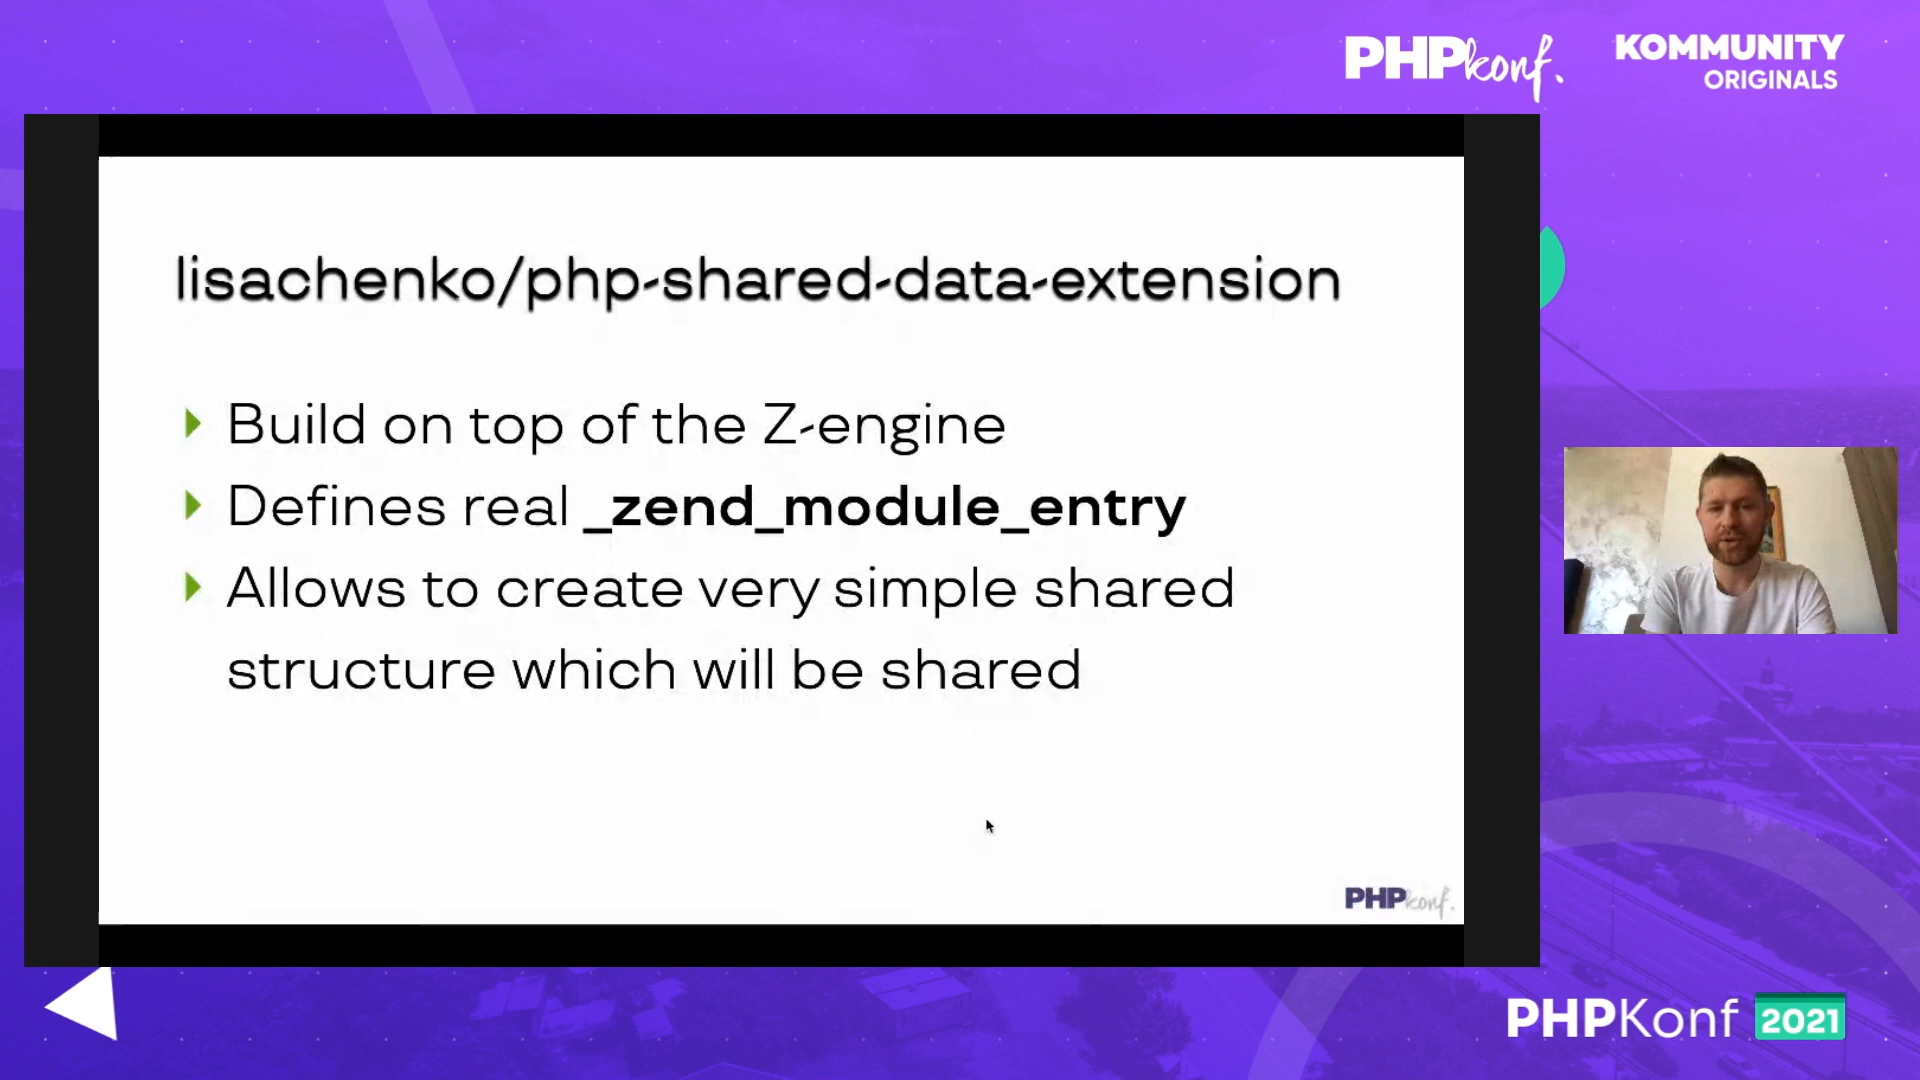 PHPkonf.
KOMMUNITY
ORIGINALS
lisachenko/php-shared-data-extension
Build on top of the Z-engine
Defines real _zend_module_entry
Allows to create very simple shared
structure which will be shared
PHPkonf.
PHPKonf 2021